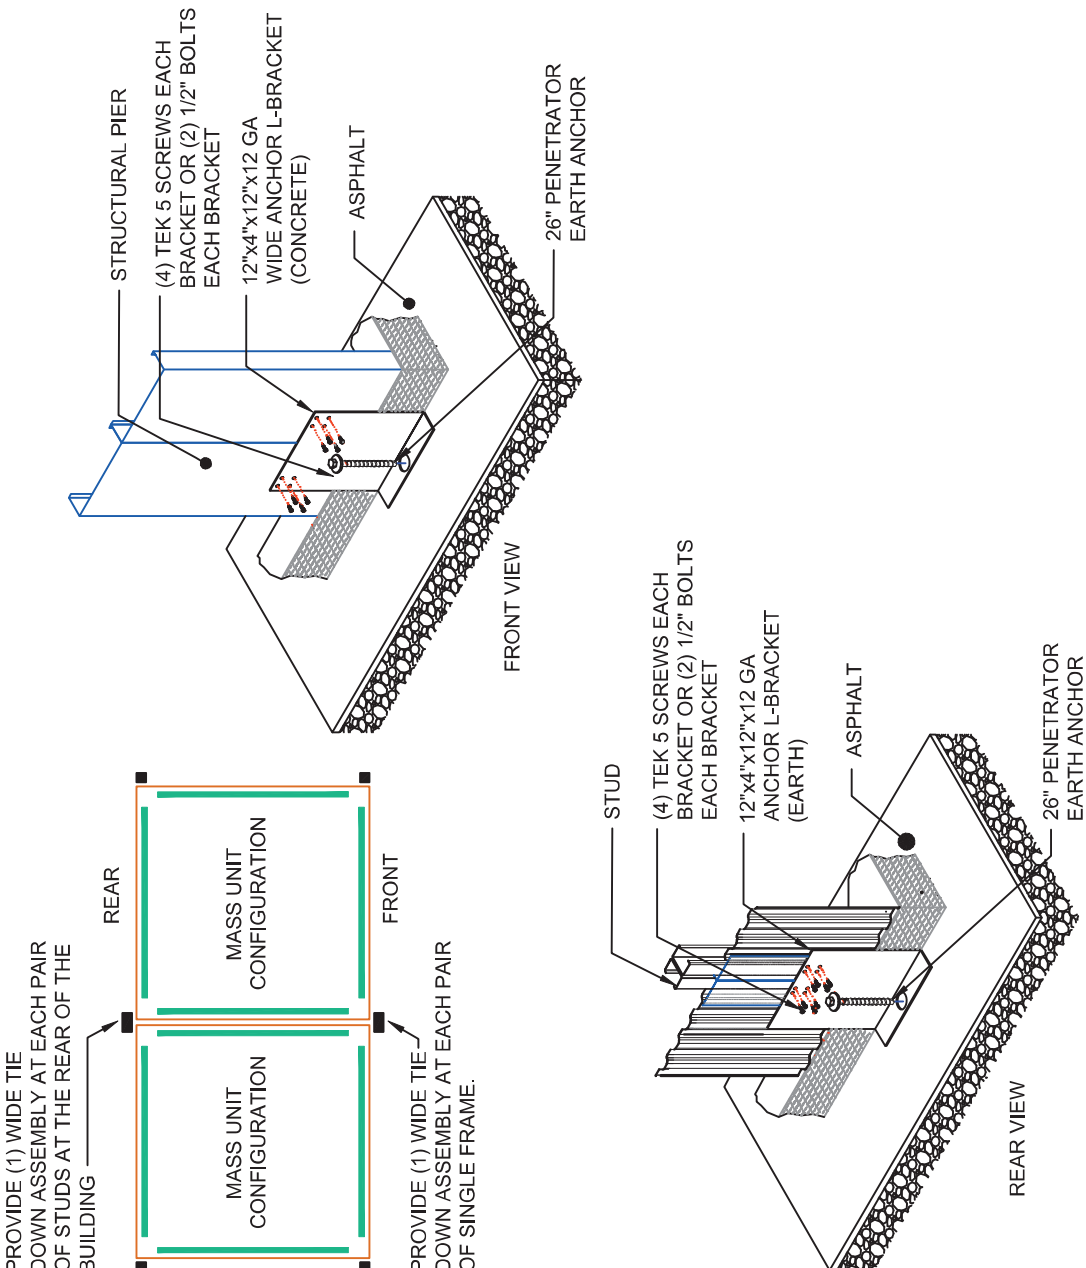 STRUCTURAL PIER
(4) TEK 5 SCREWS EACH
BRACKET OR (2) 1/2" BOLTS
EACH BRACKET
12"x4"x12"x12 GA
WIDE ANCHOR L-BRACKET
(CONCRETE)
ASPHALT
26" PENETRATOR
EARTH ANCHOR
FRONT VIEW
PROVIDE (1) WIDE TIE
DOWN ASSEMBLY AT EACH PAIR
OF STUDS AT THE REAR OF THE
BUILDING
REAR
MASS UNIT
CONFIGURATION
MASS UNIT
CONFIGURATION
FRONT
PROVIDE (1) WIDE TIE
DOWN ASSEMBLY AT EACH PAIR
OF SINGLE FRAME.
STUD
(4) TEK 5 SCREWS EACH
BRACKET OR (2) 1/2" BOLTS
EACH BRACKET
12"x4"x12"x12 GA
ANCHOR L-BRACKET
(EARTH)
ASPHALT
26" PENETRATOR
EARTH ANCHOR
REAR VIEW